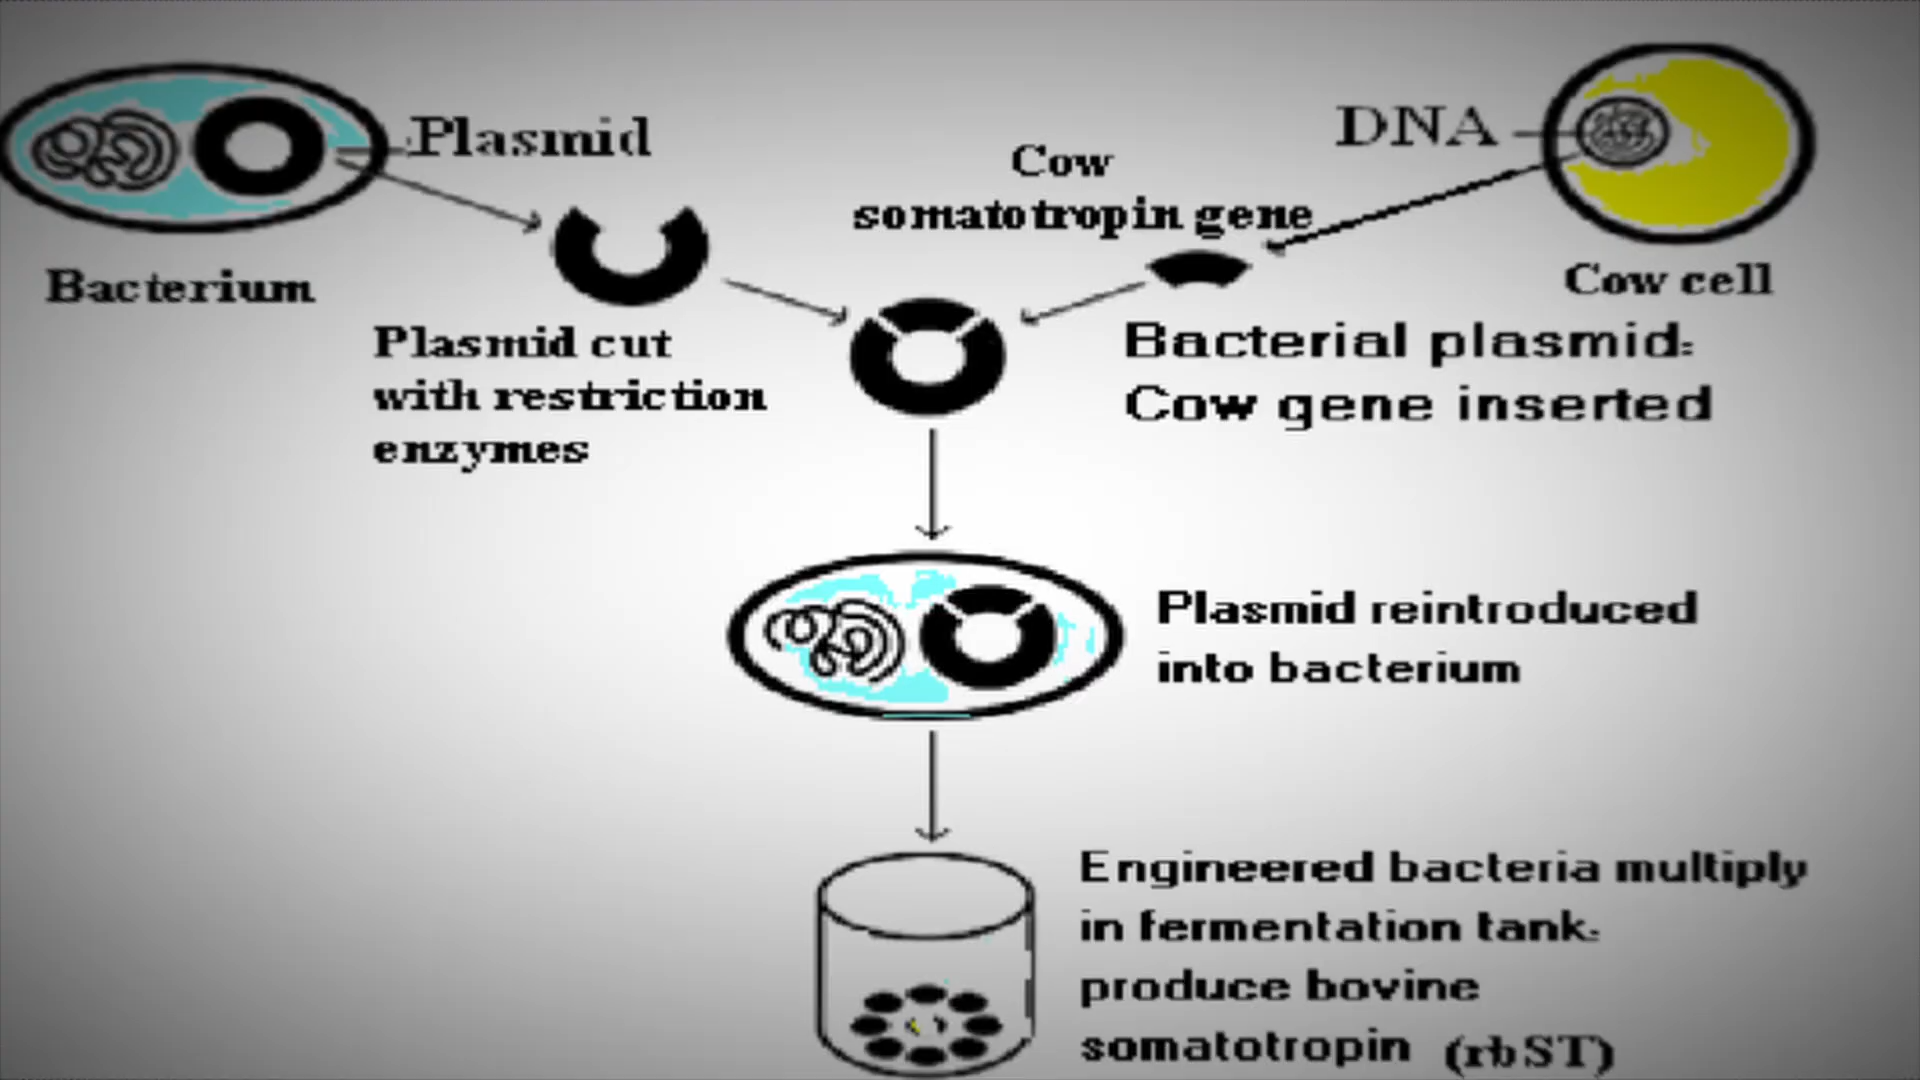 Plasmid
DNA
Cow
somatotropin gene
Bacterium
Cow cell
Plasmid cut
with restriction
enzymes
Bacterial plasmid:
Cow gene inserted
Plasmid reintroduced
into bacterium
Engineered bacteria multiply
in fermentation tank:
produce bovine
somatotropin (rbST)